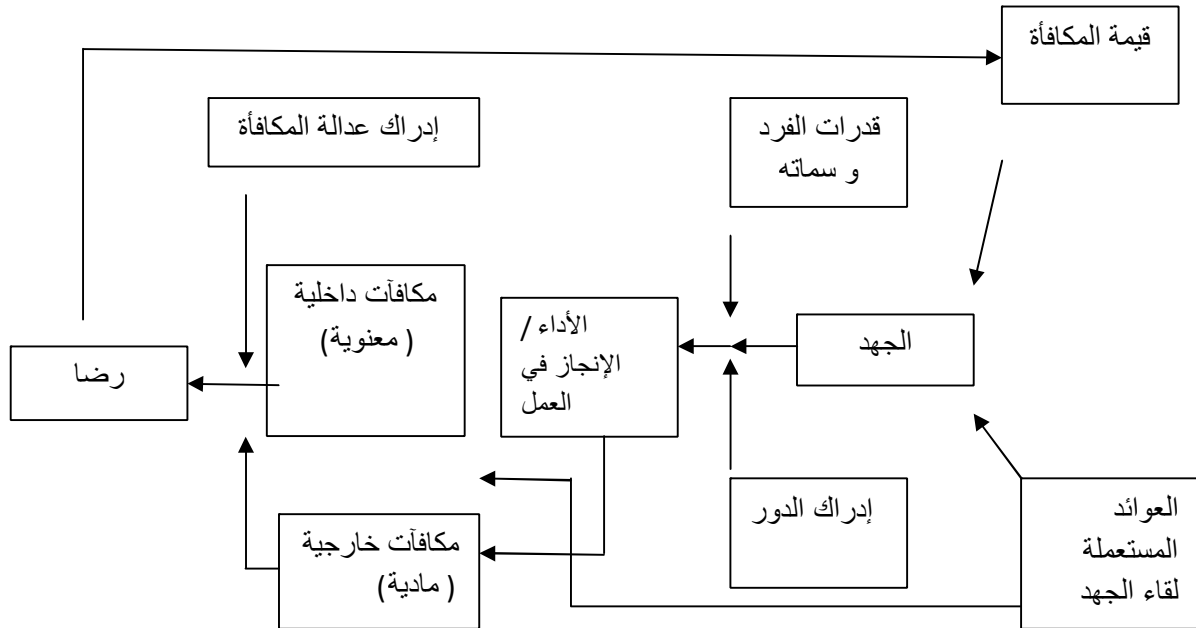 قيمة المكافأة
إدراك عدالة المكافأة
قدرات الفرد
و سماته
مكافآت داخلية
( معنوية)
الأداء /
الإنجاز في
العمل
الجهد
رضا
إدراك الدور
العوائد
المستعملة
لقاء الجهد
مكافآت خارجية
( مادية)